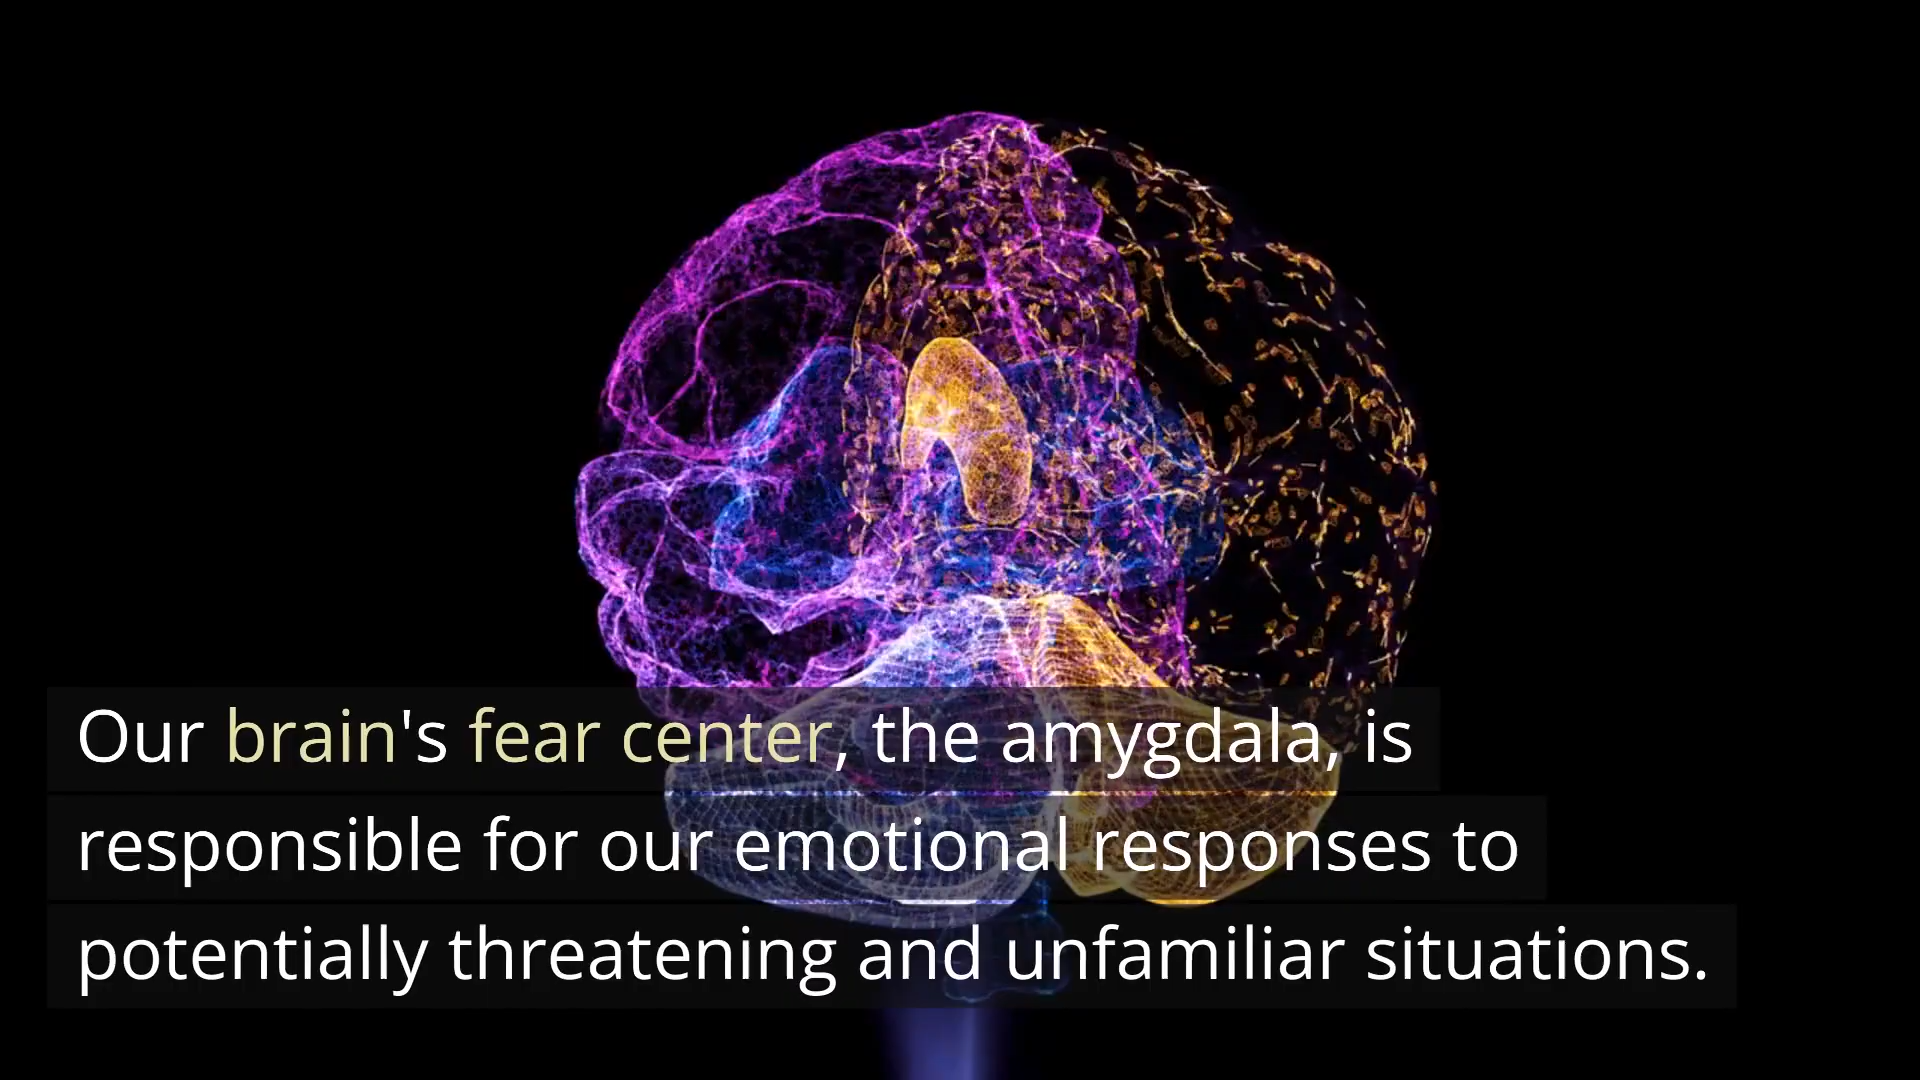 Our brain's fear center, the amygdala, is
responsible for our emotional responses to
potentially threatening and unfamiliar situations.